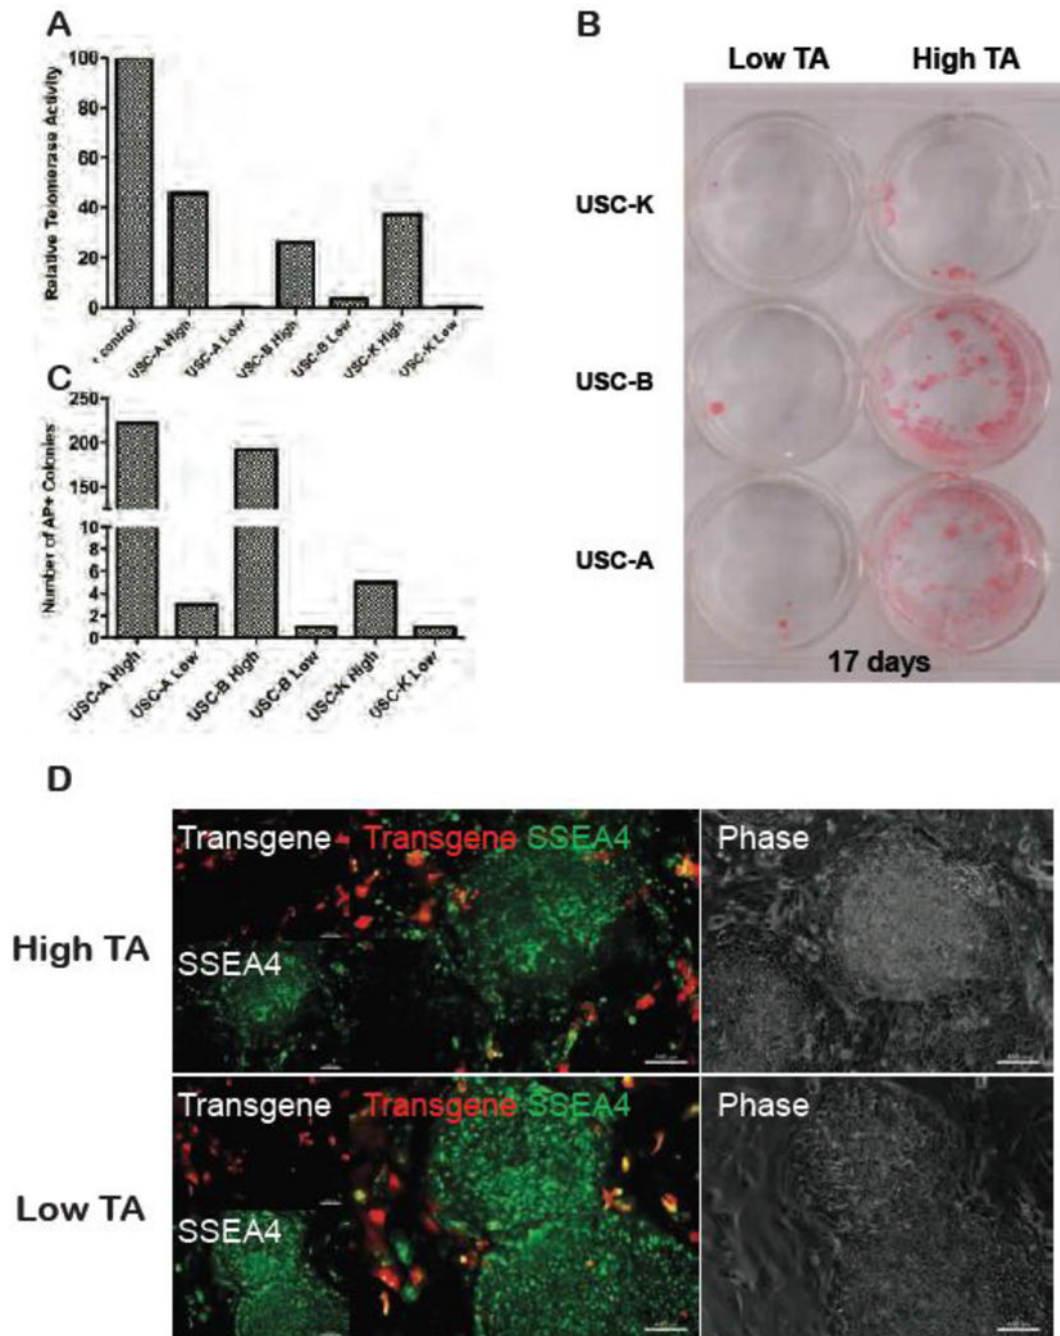 A
Relative Telomerase Activity
100
80
60
40
20
0
control
USC-A High
USC-A Low
USC-B High
USC-B Low
USC-K High
USC-K Low
B
Low TA
High TA
USC-K
USC-B
USC-A
17 days
C
Number of AP+ Colonies
250
200
150
10
8
6
4
2
0
USC-A High
USC-A Low
USC-B High
USC-B Low
USC-K High
USC-K Low
D
High TA
Transgene
Transgene SSEA4
Phase
SSEA4
Low TA
Transgene
Transgene SSEA4
Phase
SSEA4